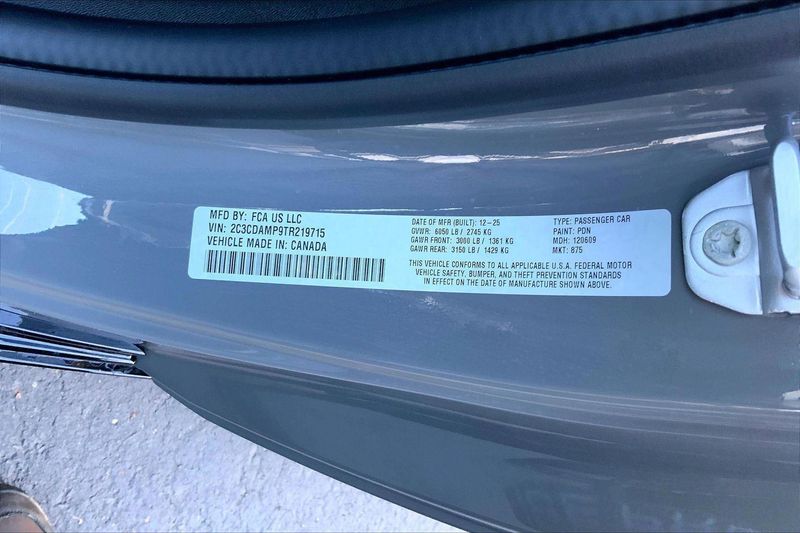 MFD BY: FCA US LLC
VIN: 2C3CDAMP9TR219715
VEHICLE MADE IN: CANADA
DATE OF MFR (BUILT): 12-25
GVWR: 6050 LB / 2745 KG
GAWR FRONT: 3000 LB / 1361 KG
GAWR REAR: 3150 LB / 1429 KG
TYPE: PASSENGER CAR
PAINT: PDN
MDH: 120609
MKT: 875
THIS VEHICLE CONFORMS TO ALL APPLICABLE U.S.A. FEDERAL MOTOR
VEHICLE SAFETY, BUMPER, AND THEFT PREVENTION STANDARDS
IN EFFECT ON THE DATE OF MANUFACTURE SHOWN ABOVE.